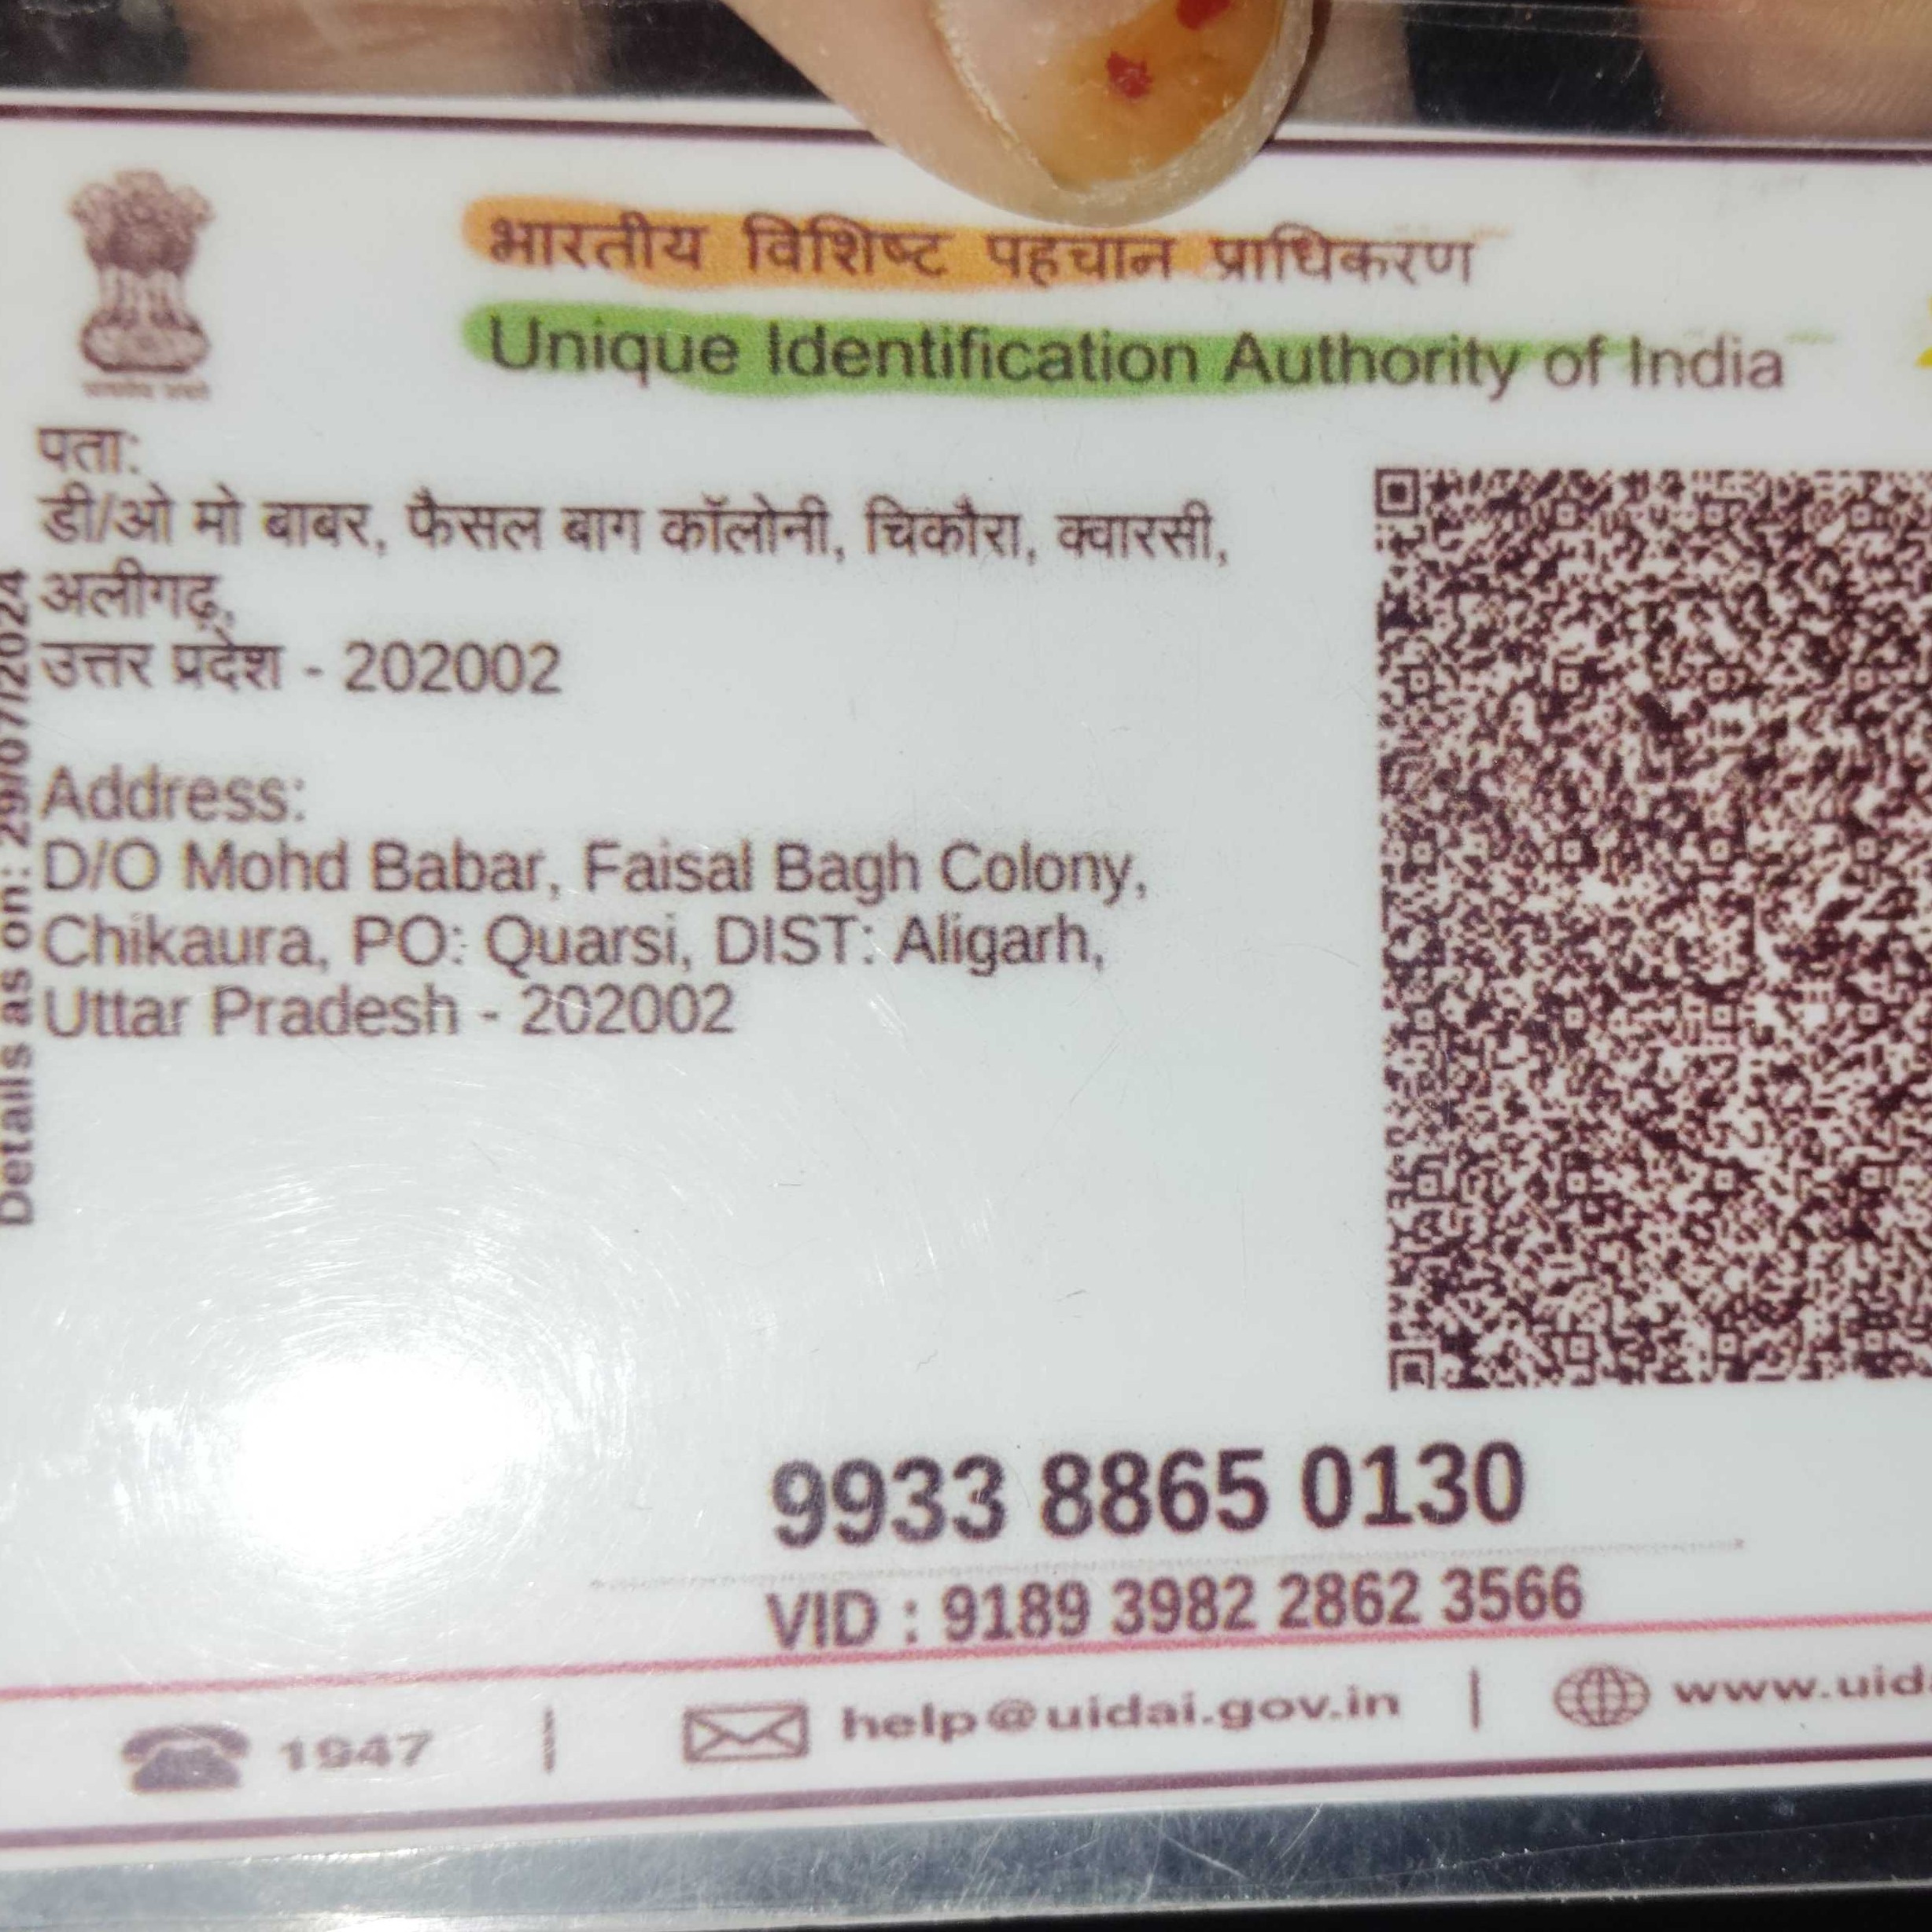 भारतीय विशिष्ट पहचान प्राधिकरण
Unique Identification Authority of India
पता:
डी/ओ मो बाबर, फैसल बाग कॉलोनी, चिकौरा, क्वारसी,
अलीगढ़,
उत्तर प्रदेश - 202002
Address:
D/O Mohd Babar, Faisal Bagh Colony,
Chikaura, PO: Quarsi, DIST: Aligarh,
Uttar Pradesh - 202002
Details as on: 29/07/2024
9933 8865 0130
VID : 9189 3982 2862 3566
1947 | help@uidai.gov.in | www.uid